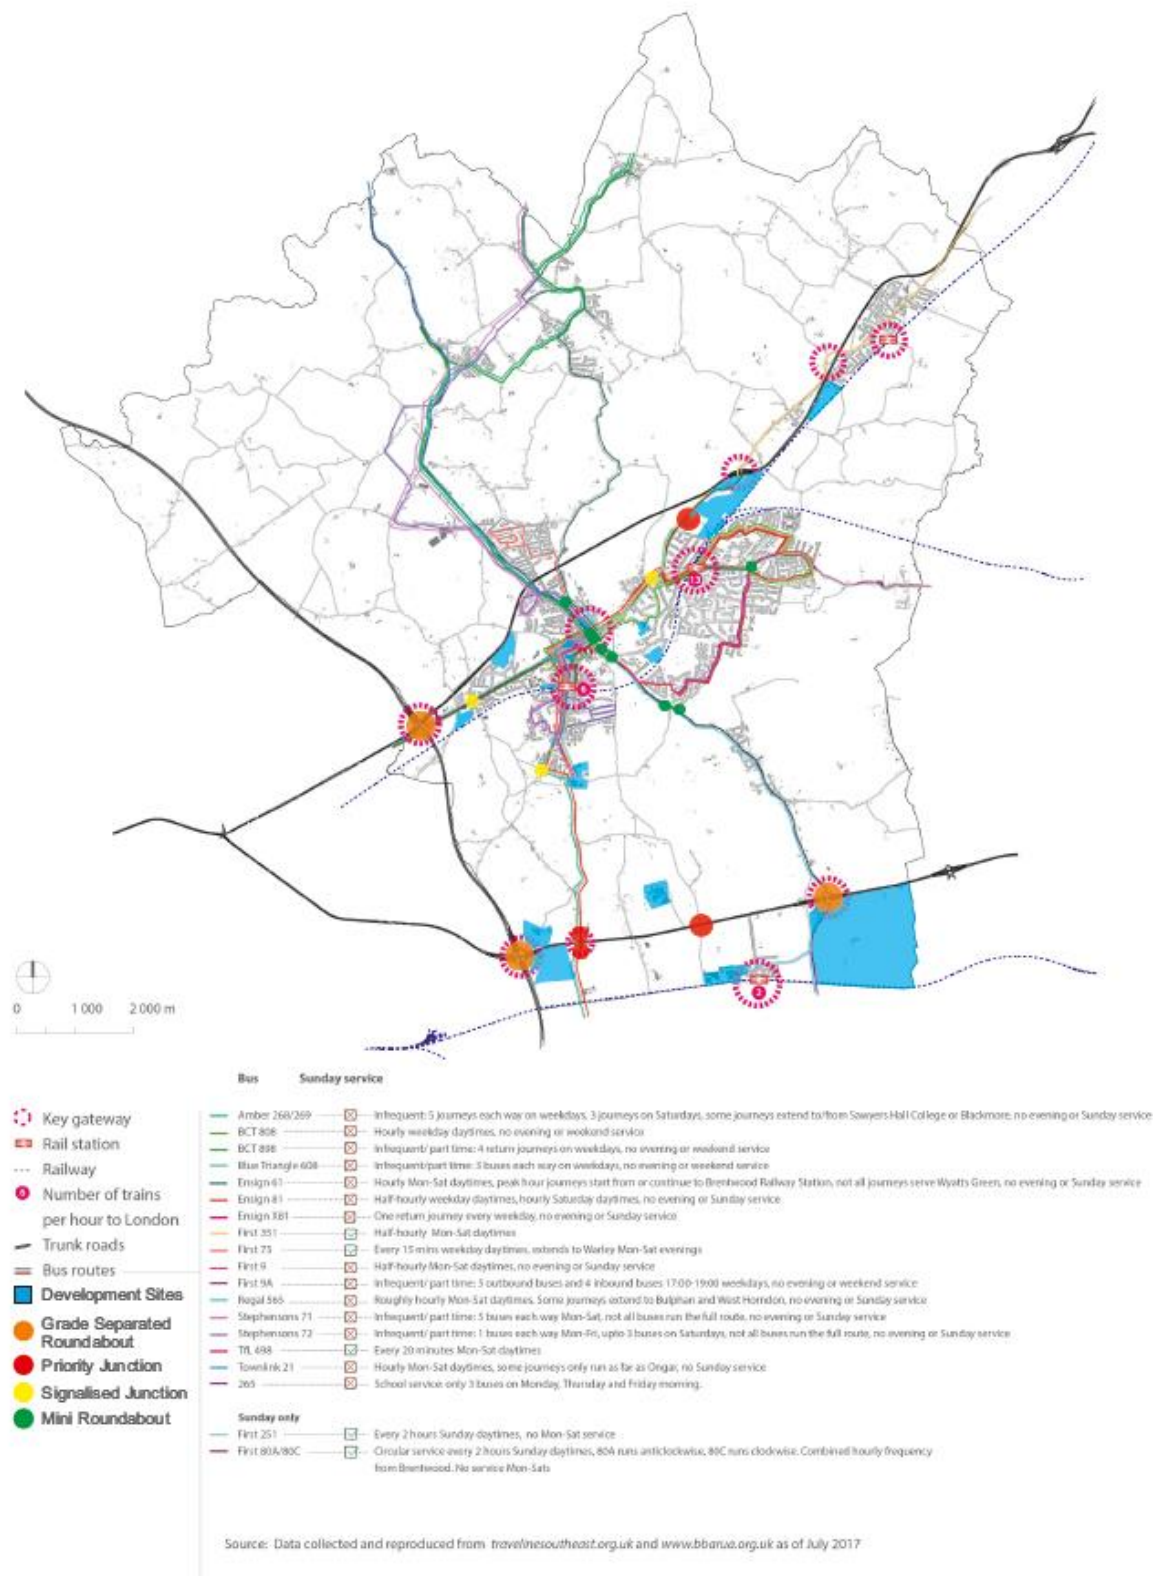 0 1 000 2 000 m
Bus Sunday service
Key gateway
Rail station
Railway
Number of trains
per hour to London
Trunk roads
Bus routes
Development Sites
Grade Separated
Roundabout
Priority Junction
Signalised Junction
Mini Roundabout
Amber 268/269 Infrequent: 5 journeys each way on weekdays, 3 journeys on Saturdays, some journeys extend to/from Sawyers Hall College or Blackmore, no evening or Sunday service
BCT 808 Hourly weekday daytimes, no evening or weekend service
BCT 898 Infrequent/ part time: 4 return journeys on weekdays, no evening or weekend service
Blue Triangle 608 Infrequent/part time: 3 buses each way on weekdays, no evening or weekend service
Ensign 61 Hourly Mon-Sat daytimes, peak hour journeys start from or continue to Brentwood Railway Station, not all journeys serve Wyatts Green, no evening or Sunday service
Ensign 81 Half-hourly weekday daytimes, hourly Saturday daytimes, no evening or Sunday service
Ensign X81 One return journey every weekday, no evening or Sunday service
First 351 Half-hourly Mon-Sat daytimes
First 73 Every 15 mins weekday daytimes, extends to Warley Mon-Sat evenings
First 9 Half-hourly Mon-Sat daytimes, no evening or Sunday service
First 9A Infrequent/ part time: 5 outbound buses and 4 inbound buses 17:00-19:00 weekdays, no evening or weekend service
Regal 565 Roughly hourly Mon-Sat daytimes. Some journeys extend to Bulphan and West Horndon, no evening or Sunday service
Stephensons 71 Infrequent/ part time: 5 buses each way Mon-Sat, not all buses run the full route, no evening or Sunday service
Stephensons 72 Infrequent/ part time: 1 buses each way Mon-Fri, upto 3 buses on Saturdays, not all buses run the full route, no evening or Sunday service
TfL 498 Every 20 minutes Mon-Sat daytimes
Townlink 21 Hourly Mon-Sat daytimes, some journeys only run as far as Ongar, no Sunday service
265 School service: only 3 buses on Monday, Thursday and Friday morning.
Sunday only
First 251 Every 2 hours Sunday daytimes, no Mon-Sat service
First 80A/80C Circular service every 2 hours Sunday daytimes, 80A runs anticlockwise, 80C runs clockwise. Combined hourly frequency
from Brentwood. No service Mon-Sats
Source: Data collected and reproduced from travelinesoutheast.org.uk and www.bbarua.org.uk as of July 2017